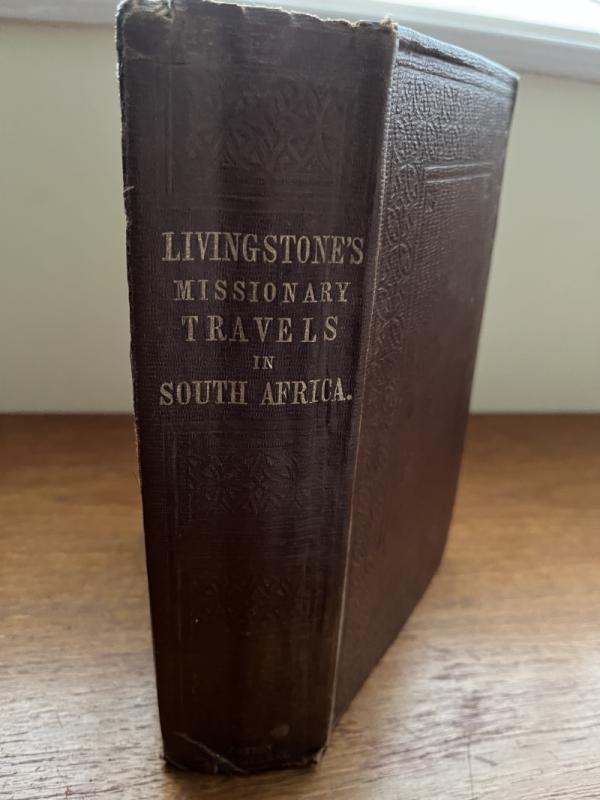 LIVINGSTONE'S
MISSIONARY
TRAVELS
IN
SOUTH AFRICA.